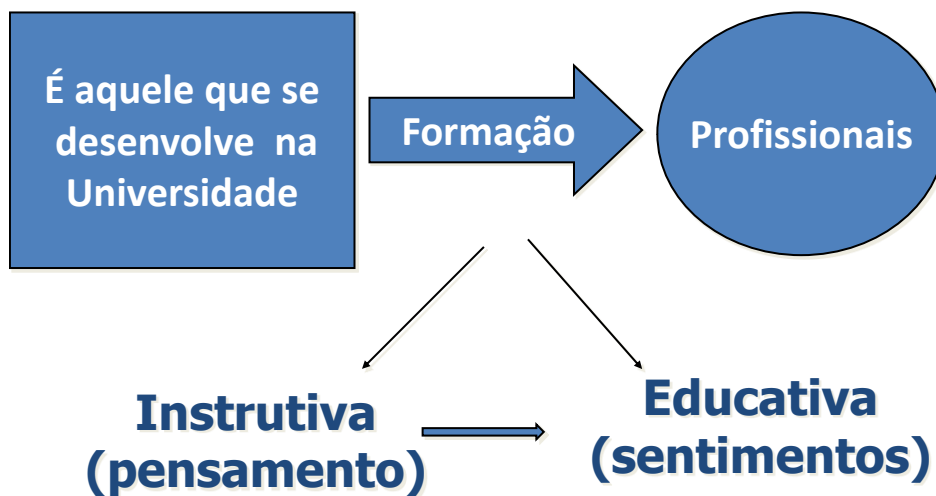 É aquele que se
desenvolve na
Universidade
Formação
Profissionais
Instrutiva
(pensamento)
Educativa
(sentimentos)